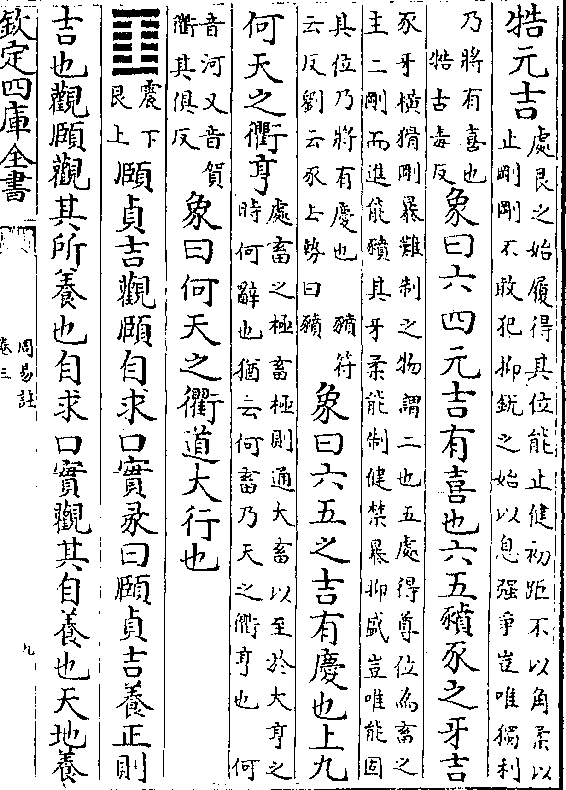 牿元吉
處艮之始履得其位能止健初距不以角柔以
止剛剛不敢犯抑銳之始以息强爭豈唯獨利
乃將有喜也
牿古毒反
象曰六四元吉有喜也六五豶豕之牙吉
豕牙橫猾剛暴難制之物謂二也五處得尊位為畜之
主二剛而進能豶其牙柔能制健禁暴抑盛豈唯能固
其位乃將有慶也 豶符
云反劉云豕去勢曰豶
象曰六五之吉有慶也上九
何天之衢亨
處畜之極畜極則通大畜以至於大亨之
時何辭也猶云何畜乃天之衢亨也 何
音河又音賀
衢其俱反
象曰何天之衢道大行也
䷚
震下
艮上
頤貞吉觀頤自求口實彖曰頤貞吉養正則
吉也觀頤觀其所養也自求口實觀其自養也天地養
欽定四庫全書
周易註
卷三
九